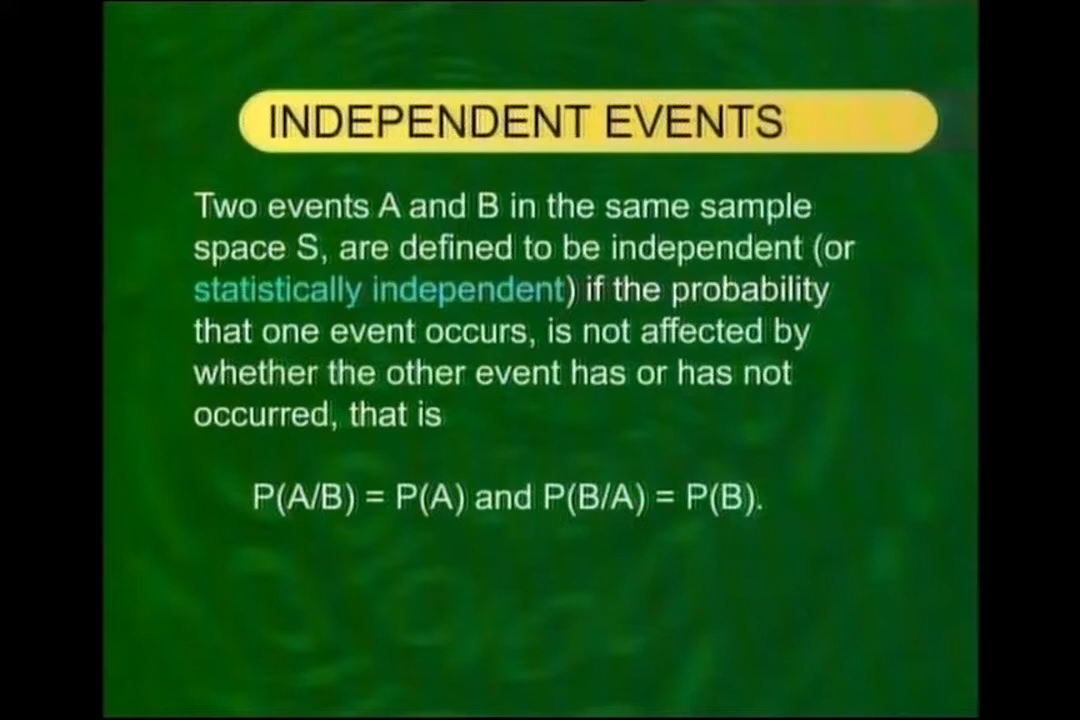 INDEPENDENT EVENTS
Two events A and B in the same sample
space S, are defined to be independent (or
statistically independent) if the probability
that one event occurs, is not affected by
whether the other event has or has not
occurred, that is
P(A/B) = P(A) and P(B/A) = P(B).